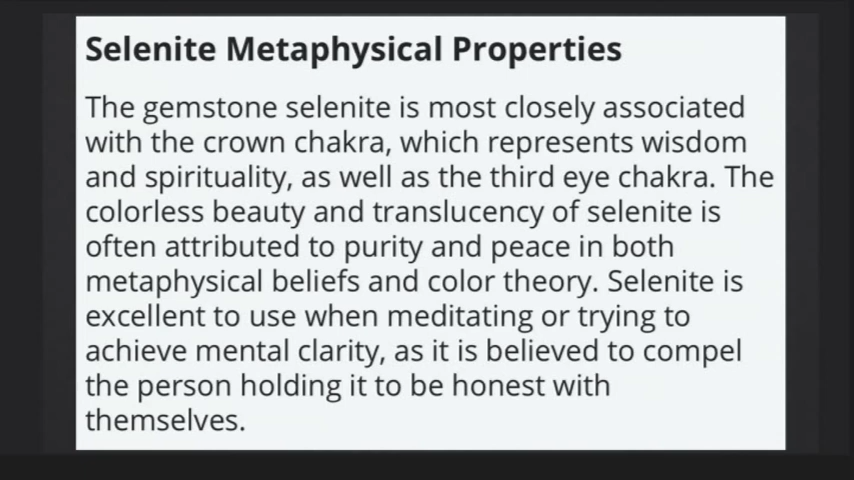 Selenite Metaphysical Properties
The gemstone selenite is most closely associated
with the crown chakra, which represents wisdom
and spirituality, as well as the third eye chakra. The
colorless beauty and translucency of selenite is
often attributed to purity and peace in both
metaphysical beliefs and color theory. Selenite is
excellent to use when meditating or trying to
achieve mental clarity, as it is believed to compel
the person holding it to be honest with
themselves.